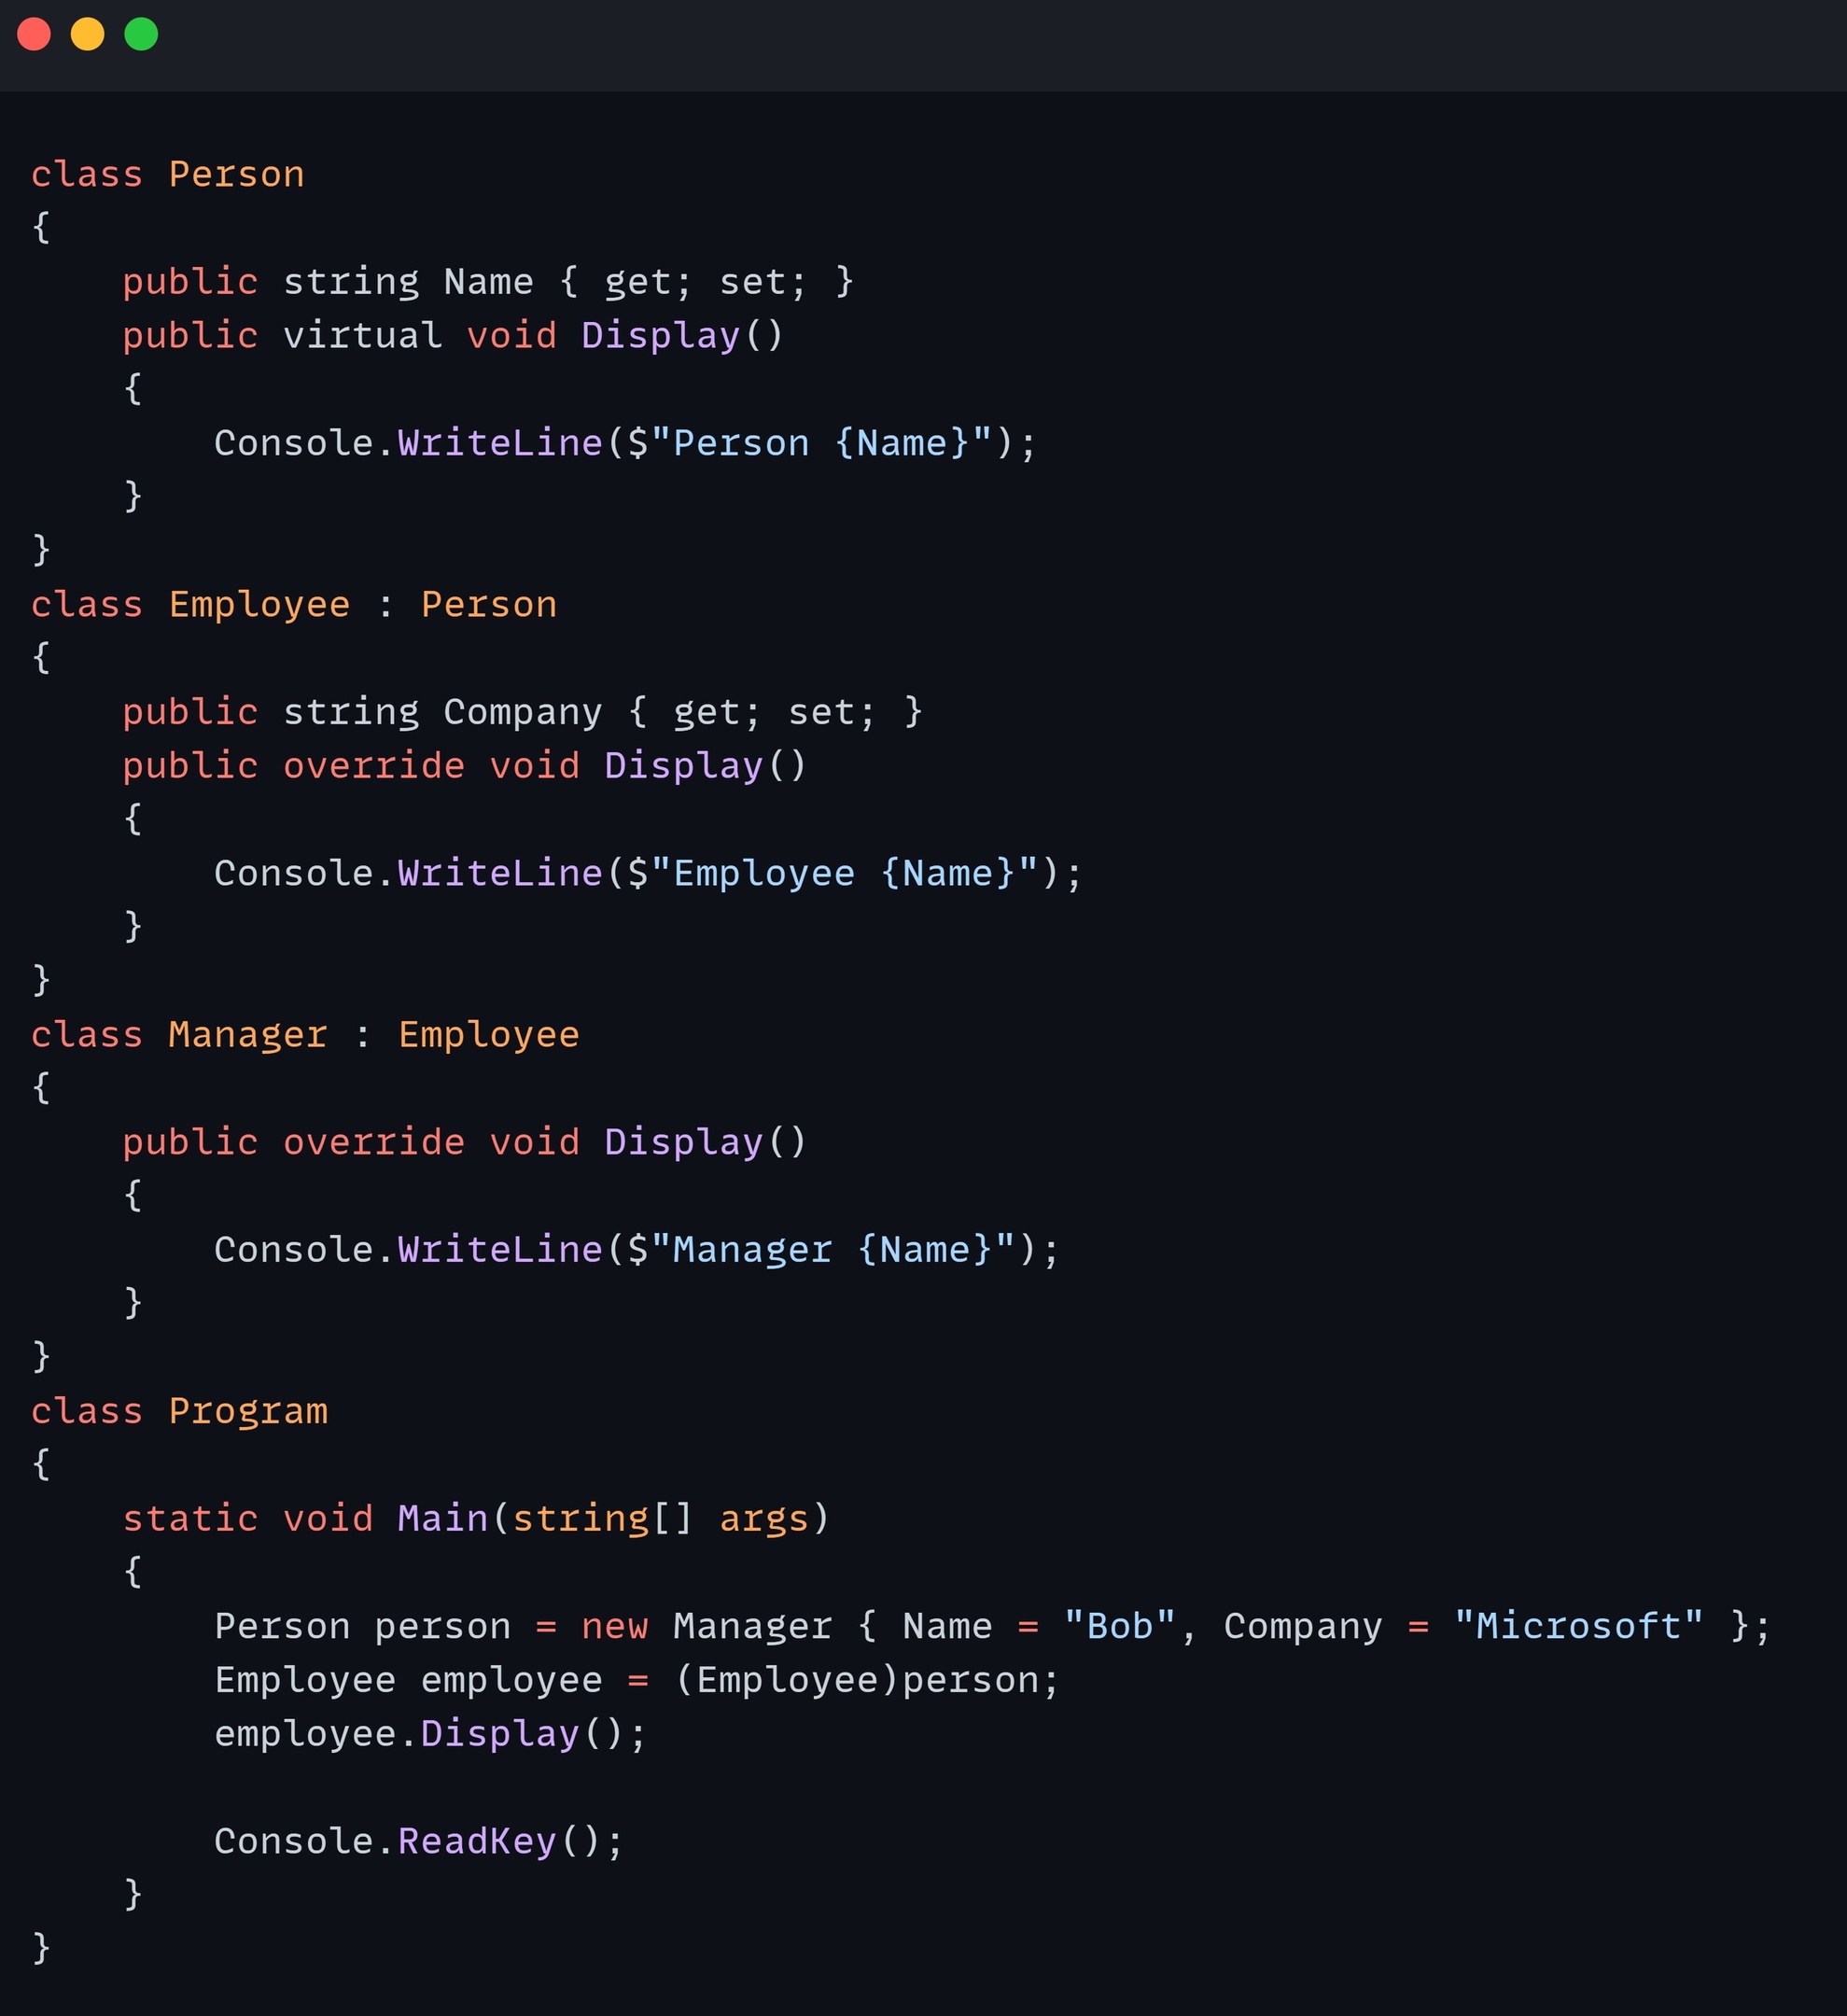 class Person
{
    public string Name { get; set; }
    public virtual void Display()
    {
        Console.WriteLine($"Person {Name}");
    }
}
class Employee : Person
{
    public string Company { get; set; }
    public override void Display()
    {
        Console.WriteLine($"Employee {Name}");
    }
}
class Manager : Employee
{
    public override void Display()
    {
        Console.WriteLine($"Manager {Name}");
    }
}
class Program
{
    static void Main(string[] args)
    {
        Person person = new Manager { Name = "Bob", Company = "Microsoft" };
        Employee employee = (Employee)person;
        employee.Display();

        Console.ReadKey();
    }
}